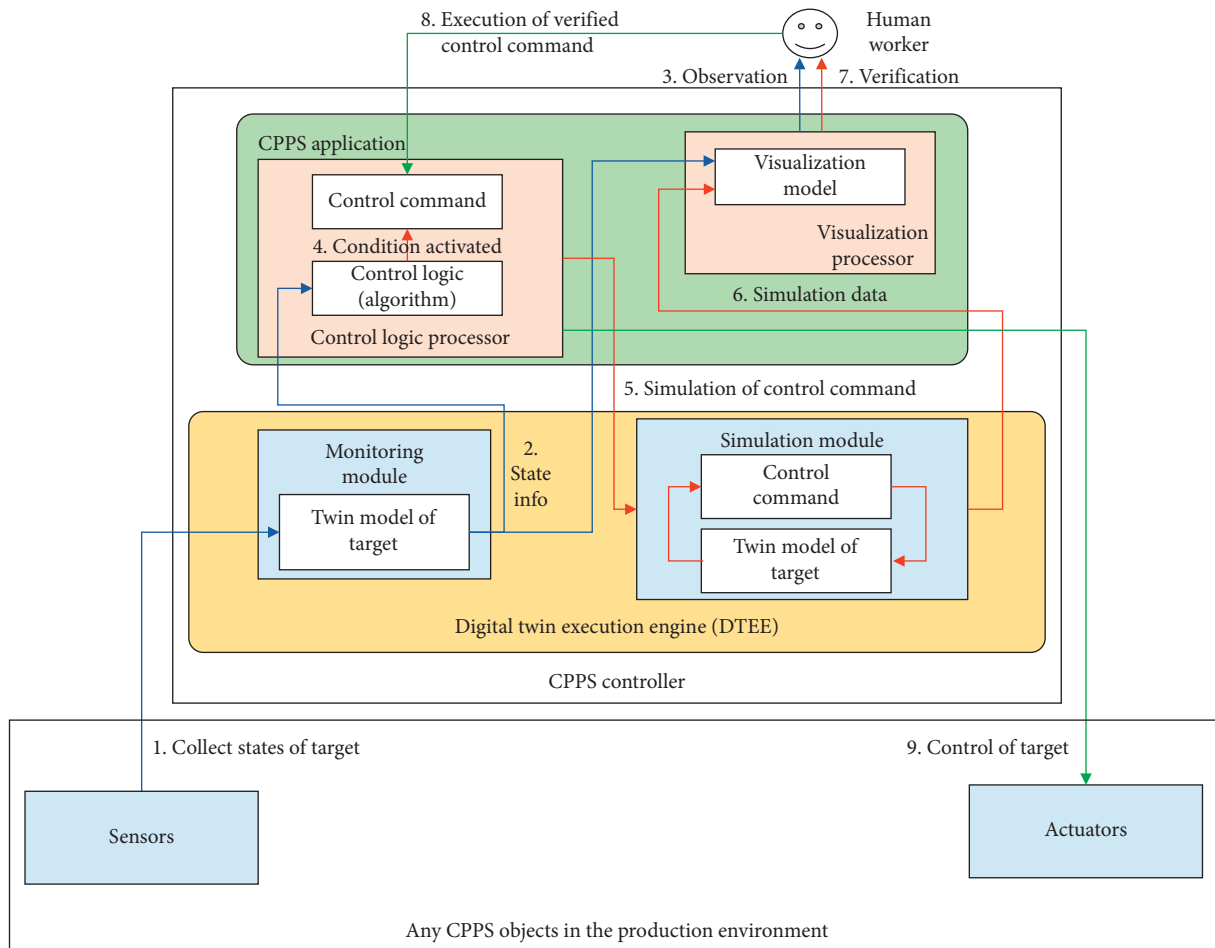 8. Execution of verified
control command
Human
worker
3. Observation
7. Verification
CPPS application
Control command
4. Condition activated
Control logic
(algorithm)
Control logic processor
Visualization
model
Visualization
processor
6. Simulation data
5. Simulation of control command
Monitoring
module
Twin model of
target
2.
State
info
Simulation module
Control
command
Twin model of
target
Digital twin execution engine (DTEE)
CPPS controller
1. Collect states of target
9. Control of target
Sensors
Actuators
Any CPPS objects in the production environment